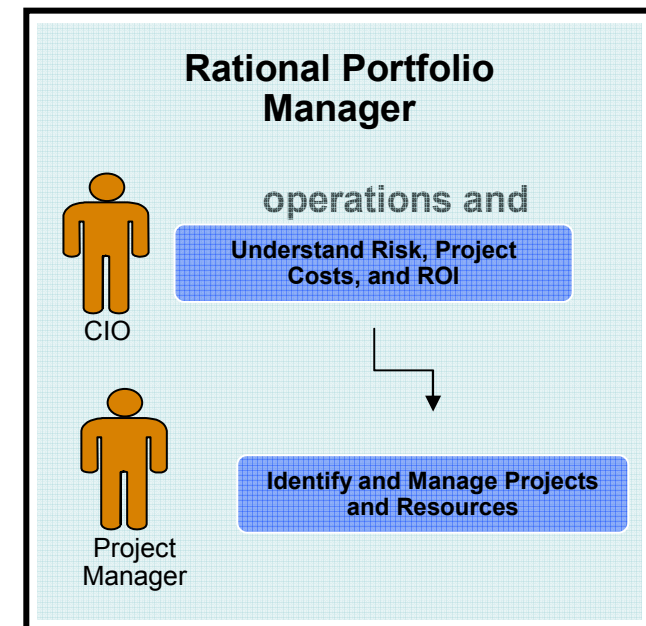 Rational Portfolio
Manager
operations and
Understand Risk, Project
Costs, and ROI
CIO
Identify and Manage Projects
and Resources
Project
Manager